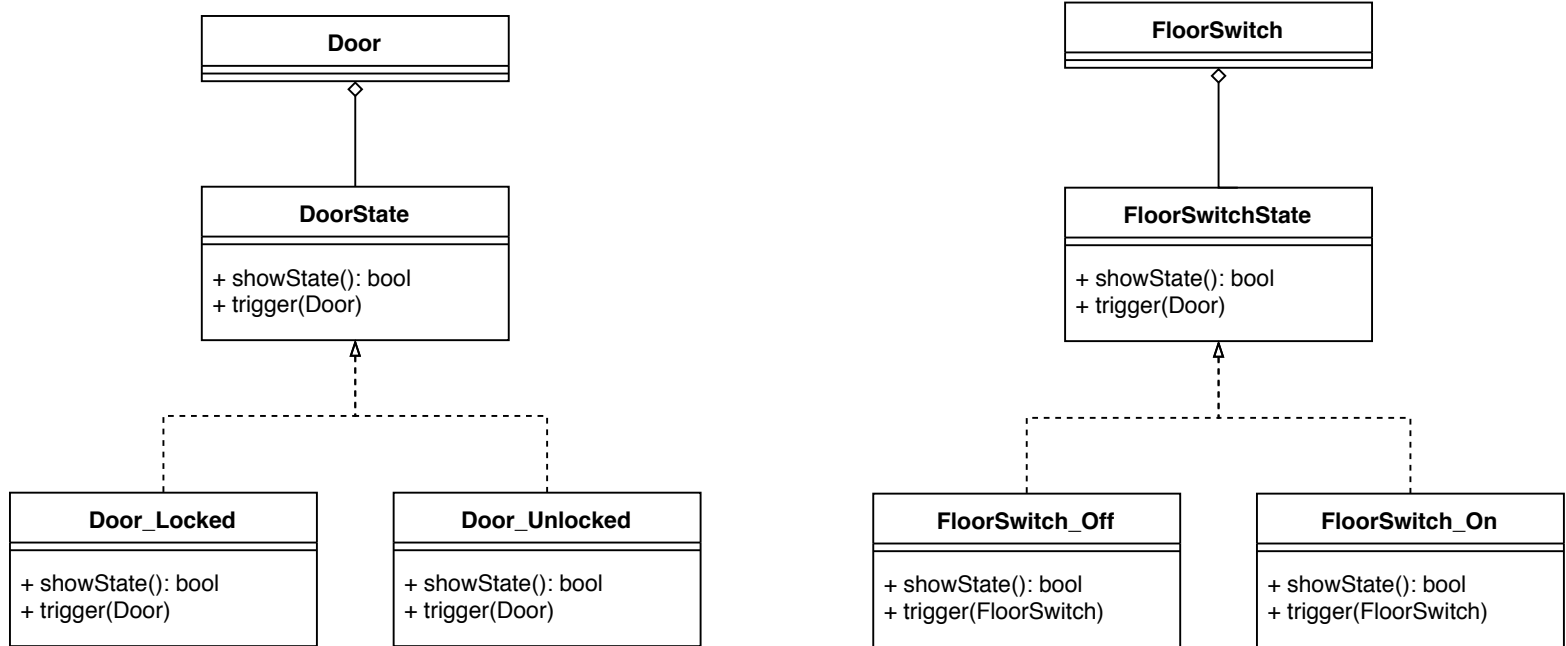 Door
DoorState
+ showState(): bool
+ trigger(Door)
Door_Locked
+ showState(): bool
+ trigger(Door)
Door_Unlocked
+ showState(): bool
+ trigger(Door)
FloorSwitch
FloorSwitchState
+ showState(): bool
+ trigger(Door)
FloorSwitch_Off
+ showState(): bool
+ trigger(FloorSwitch)
FloorSwitch_On
+ showState(): bool
+ trigger(FloorSwitch)